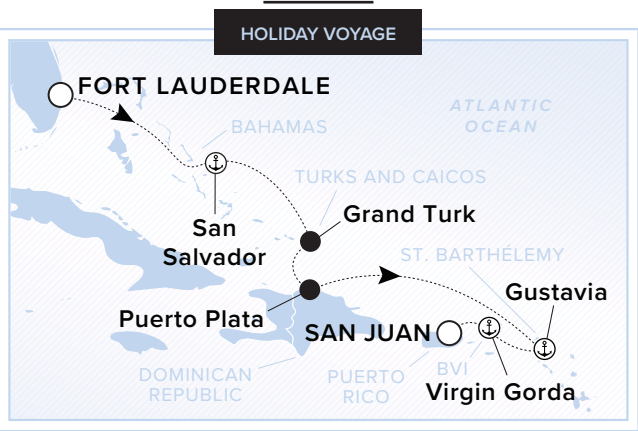 HOLIDAY VOYAGE
FORT LAUDERDALE
ATLANTIC
OCEAN
BAHAMAS
TURKS AND CAICOS
Grand Turk
San
Salvador
ST. BARTHÉLEMY
Gustavia
Puerto Plata
SAN JUAN
DOMINICAN
REPUBLIC
PUERTO
RICO
BVI
Virgin Gorda